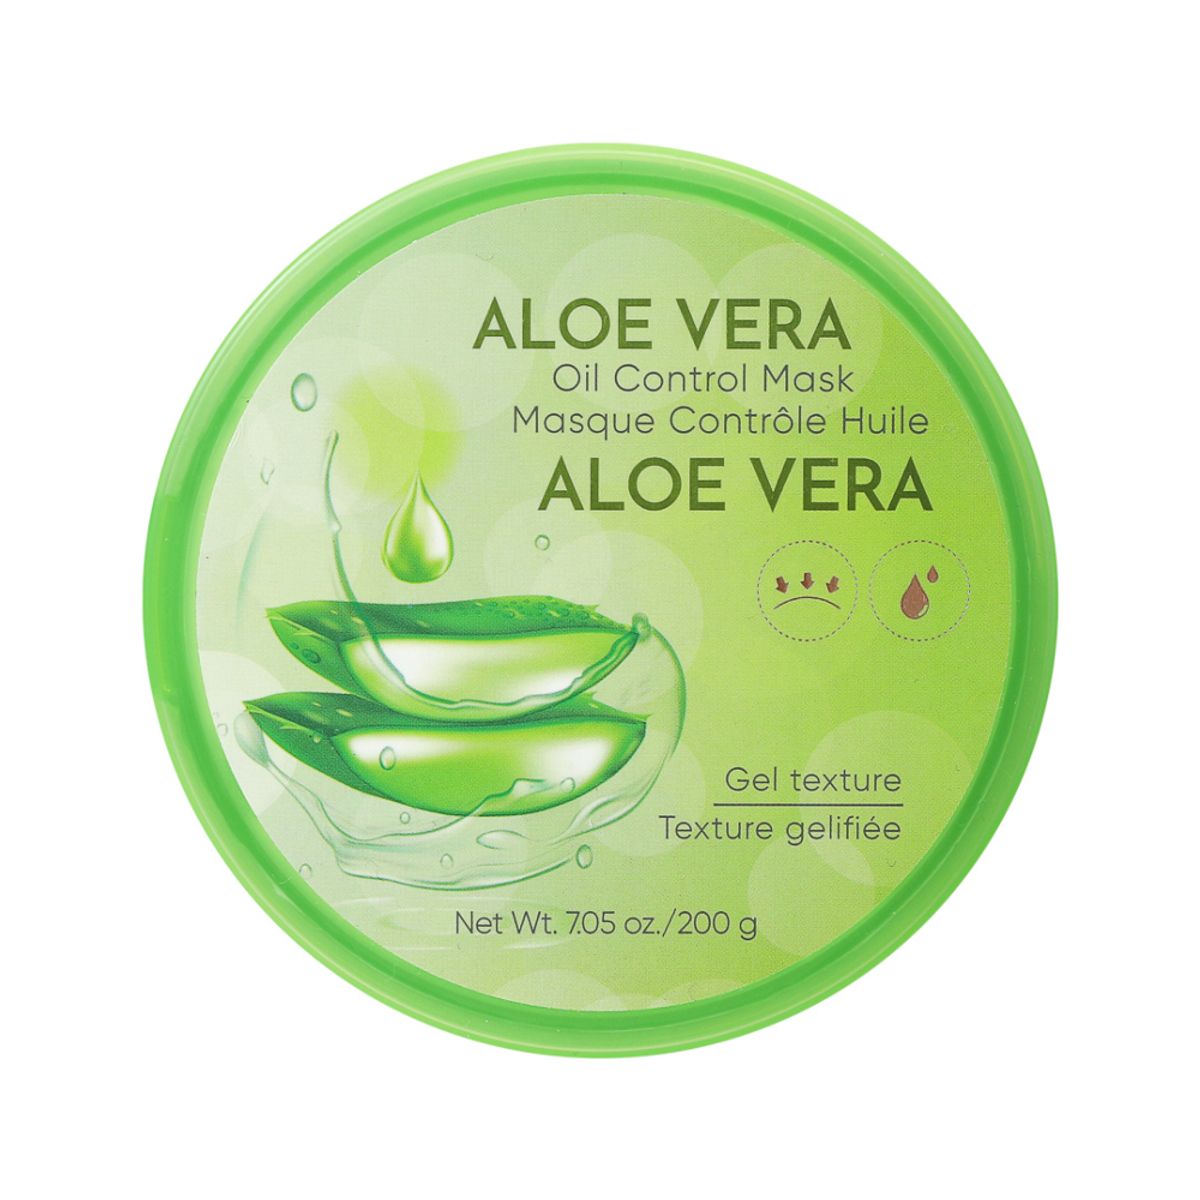 ALOE VERA
Oil Control Mask
Masque Contrôle Huile
ALOE VERA
Gel texture
Texture gelifiée
Net Wt. 7.05 oz./200 g